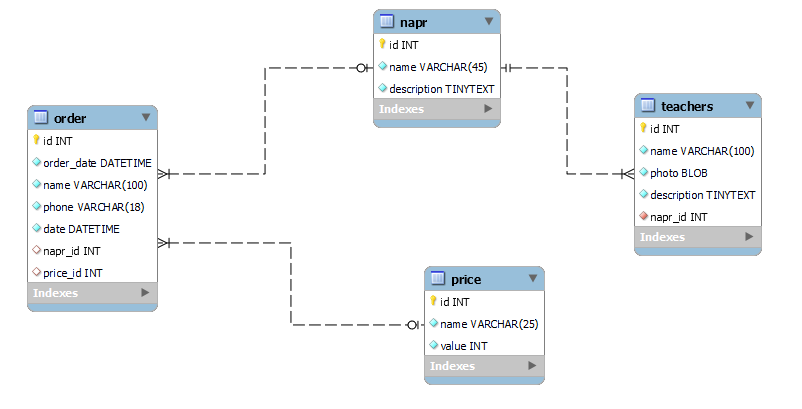 napr
id INT
name VARCHAR(45)
description TINYTEXT
Indexes
order
id INT
order_date DATETIME
name VARCHAR(100)
phone VARCHAR(18)
date DATETIME
napr_id INT
price_id INT
Indexes
teachers
id INT
name VARCHAR(100)
photo BLOB
description TINYTEXT
napr_id INT
Indexes
price
id INT
name VARCHAR(25)
value INT
Indexes